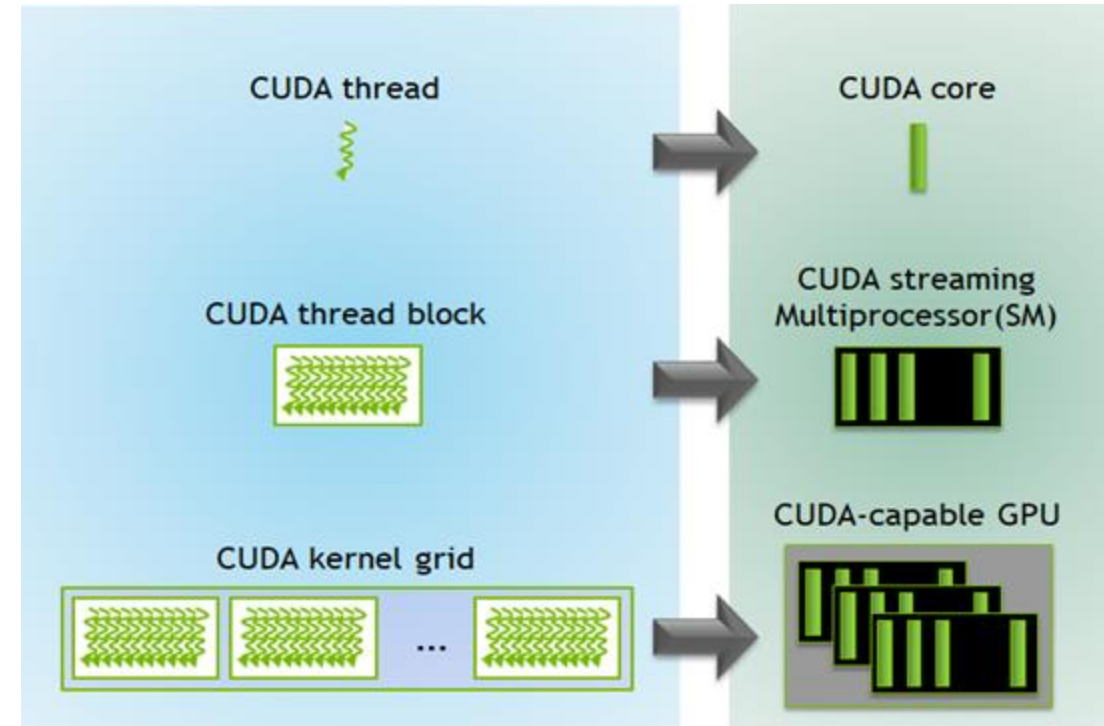 CUDA thread
CUDA core
CUDA thread block
CUDA streaming
Multiprocessor(SM)
CUDA-capable GPU
CUDA kernel grid
...